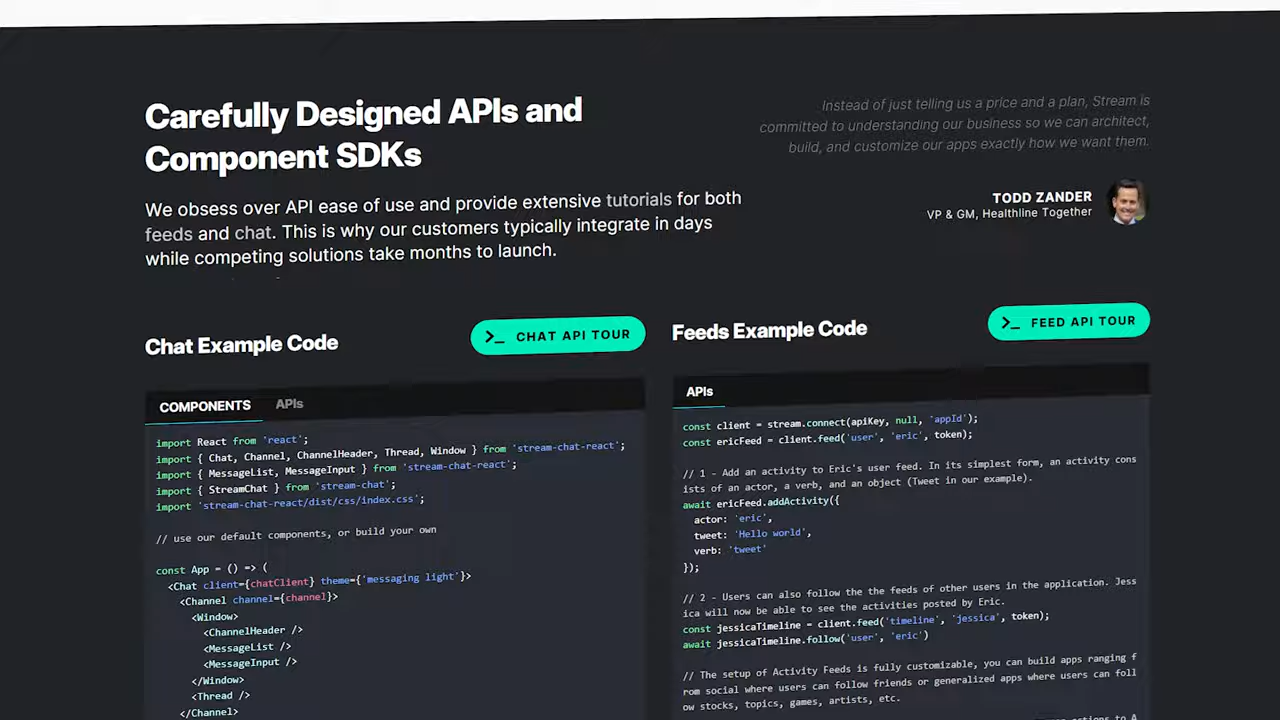 Carefully Designed APIs and
Component SDKs
We obsess over API ease of use and provide extensive tutorials for both
feeds and chat. This is why our customers typically integrate in days
while competing solutions take months to launch.
Instead of just telling us a price and a plan, Stream is
committed to understanding our business so we can architect,
build, and customize our apps exactly how we want them.
TODD ZANDER
VP & GM, Healthline Together
Chat Example Code
>_ CHAT API TOUR
COMPONENTS APIs
import React from 'react';
import { Chat, Channel, ChannelHeader, Thread, Window } from 'stream-chat-react';
import { MessageList, MessageInput } from 'stream-chat-react';
import { StreamChat } from 'stream-chat';
import 'stream-chat-react/dist/css/index.css';
// use our default components, or build your own
const App = () => (
<Chat client={chatClient} theme={'messaging light'}>
<Channel channel={channel}>
<Window>
<ChannelHeader />
<MessageList />
<MessageInput />
</Window>
<Thread />
</Channel>
Feeds Example Code
>_ FEED API TOUR
APIs
const client = stream.connect(apiKey, null, 'appId');
const ericFeed = client.feed('user', 'eric', token);
// 1 - Add an activity to Eric's user feed. In its simplest form, an activity cons
ists of an actor, a verb, and an object (Tweet in our example).
await ericFeed.addActivity({
actor: 'eric',
tweet: 'Hello world',
verb: 'tweet'
});
// 2 - Users can also follow the the feeds of other users in the application. Jess
ica will now be able to see the activities posted by Eric.
const jessicaTimeline = client.feed('timeline', 'jessica', token);
await jessicaTimeline.follow('user', 'eric')
// The setup of Activity Feeds is fully customizable, you can build apps ranging f
rom social where users can follow friends or generalized apps where users can foll
ow stocks, topics, games, artists, etc.